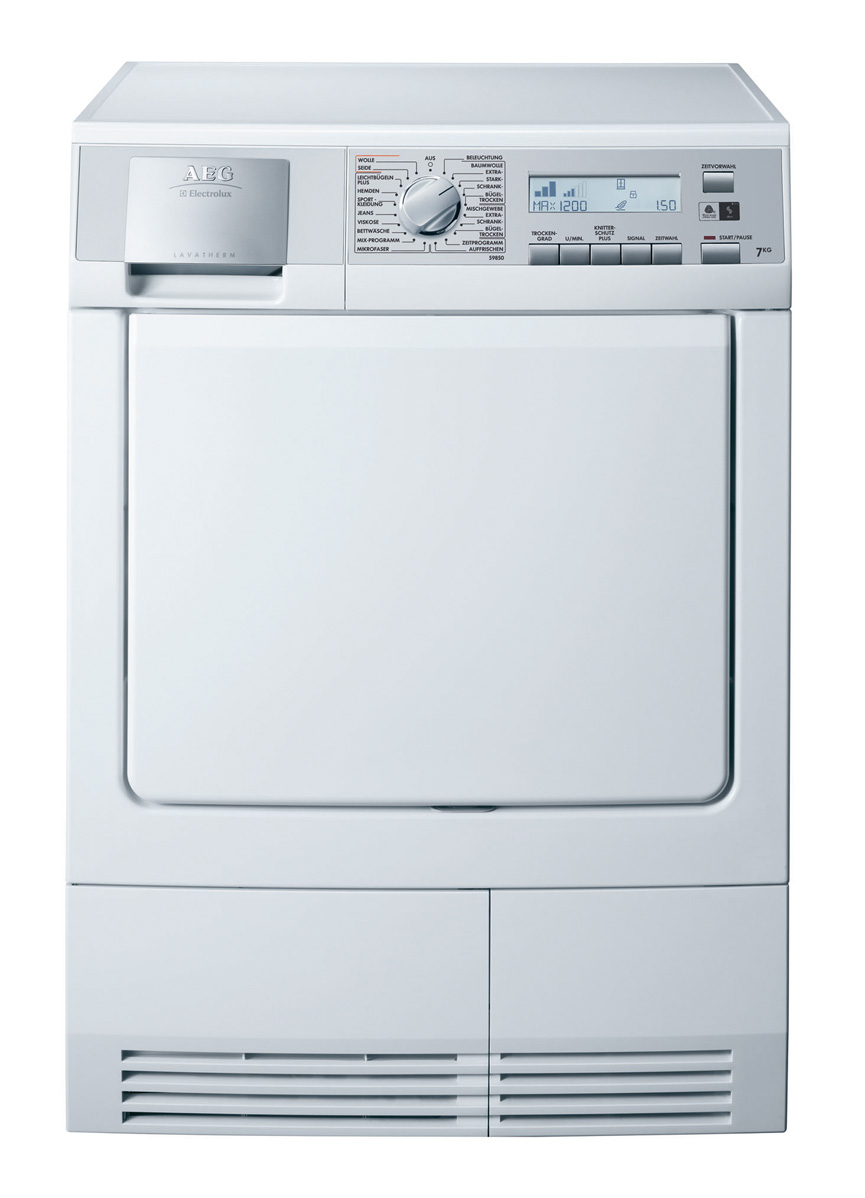 AEG
Electrolux
LAVATHERM
AUS
WOLLE
SEIDE
LEICHTBÜGELN
PLUS
HEMDEN
SPORT-
KLEIDUNG
JEANS
VISKOSE
BETTWÄSCHE
MIX-PROGRAMM
MIKROFASER
BELEUCHTUNG
BAUMWOLLE
EXTRA-
STARK-
SCHRANK-
BÜGEL-
TROCKEN
MISCHGEWEBE
EXTRA-
SCHRANK-
BÜGEL-
TROCKEN
ZEITPROGRAMM
AUFFRISCHEN
59850
MAX 1200
1.50
TROCKEN-
GRAD
U/MIN.
KNITTER-
SCHUTZ
PLUS
SIGNAL
ZEITWAHL
ZEITVORWAHL
START/PAUSE
7KG